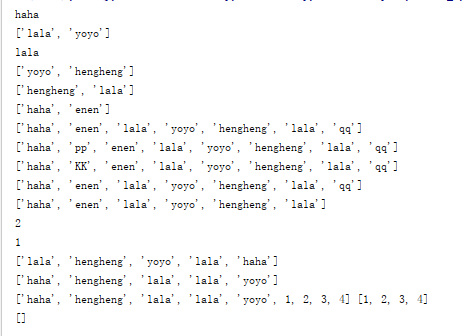 haha
['lala', 'yoyo']
lala
['yoyo', 'hengheng']
['hengheng', 'lala']
['haha', 'enen']
['haha', 'enen', 'lala', 'yoyo', 'hengheng', 'lala', 'qq']
['haha', 'pp', 'enen', 'lala', 'yoyo', 'hengheng', 'lala', 'qq']
['haha', 'KK', 'enen', 'lala', 'yoyo', 'hengheng', 'lala', 'qq']
['haha', 'enen', 'lala', 'yoyo', 'hengheng', 'lala', 'qq']
['haha', 'enen', 'lala', 'yoyo', 'hengheng', 'lala']
2
1
['lala', 'hengheng', 'yoyo', 'lala', 'haha']
['haha', 'hengheng', 'lala', 'lala', 'yoyo']
['haha', 'hengheng', 'lala', 'lala', 'yoyo', 1, 2, 3, 4] [1, 2, 3, 4]
[]